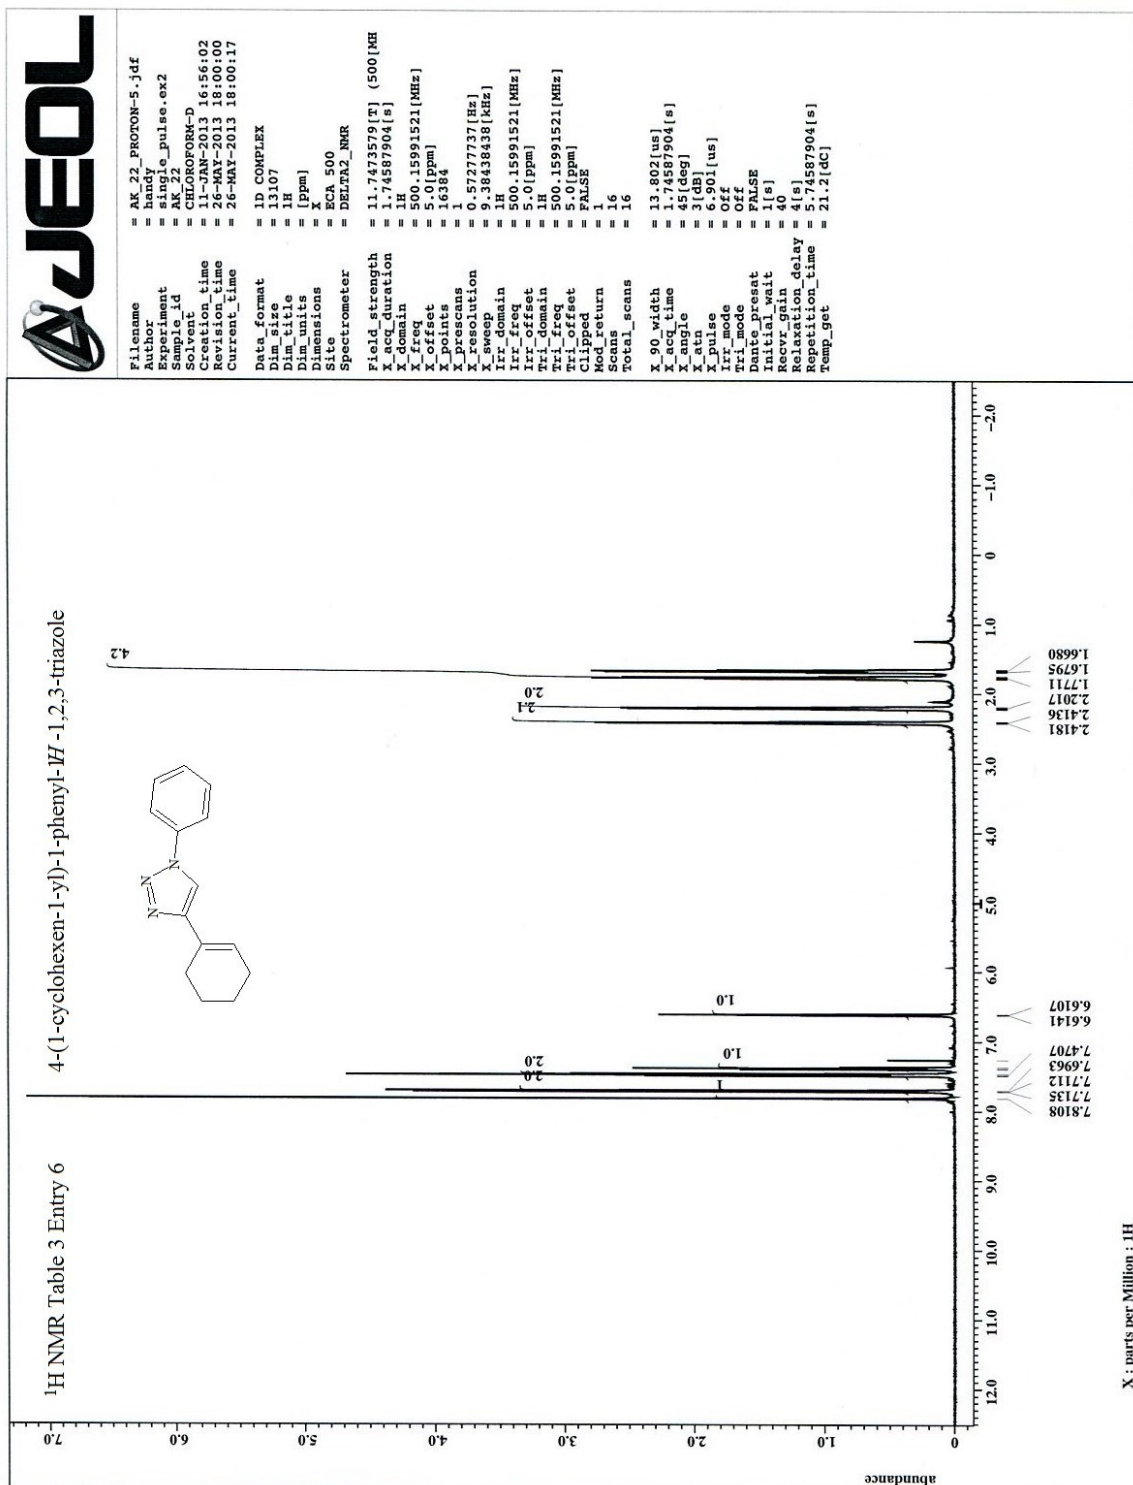 ¹H NMR Table 3 Entry 6
4-(1-cyclohexen-1-yl)-1-phenyl-1H-1,2,3-triazole
JEOL
Filename = AK_22_PROTON-5.jdf
Author = handy
Experiment = single_pulse.ex2
Sample_id = AK_22
Solvent = CHLOROFORM-D
Creation_time = 11-JAN-2013 16:56:02
Revision_time = 26-MAY-2013 18:00:00
Current_time = 26-MAY-2013 18:00:17
Data_format = 1D COMPLEX
Dim_size = 13107
Dim_title = 1H
Dim_units = [ppm]
Dimensions = X
Site = ECA 500
Spectrometer = DELTA2_NMR
Field_strength = 11.7473579[T] (500[MH
X_acq_duration = 1.74587904[s]
X_domain = 1H
X_freq = 500.15991521[MHz]
X_offset = 5.0[ppm]
X_points = 16384
X_prescans = 1
X_resolution = 0.57277737[Hz]
X_sweep = 9.38438438[kHz]
Irr_domain = 1H
Irr_freq = 500.15991521[MHz]
Irr_offset = 5.0[ppm]
Tri_domain = 1H
Tri_freq = 500.15991521[MHz]
Tri_offset = 5.0[ppm]
Clipped = FALSE
Mod_return = 1
Scans = 16
Total_scans = 16
X_90_width = 13.802[us]
X_acq_time = 1.74587904[s]
X_angle = 45[deg]
X_atn = 3[dB]
X_pulse = 6.901[us]
Irr_mode = Off
Tri_mode = Off
Dante_presat = FALSE
Initial_wait = 1[s]
Recvr_gain = 40
Relaxation_delay = 4[s]
Repetition_time = 5.74587904[s]
Temp_get = 21.2[dC]
N N N
abundance
7.0
6.0
5.0
4.0
3.0
2.0
1.0
0
1
2.0
2.0
1.0
1.0
2.1
2.0
4.2
12.0 11.0 10.0 9.0 8.0 7.0 6.0 5.0 4.0 3.0 2.0 1.0 0 -1.0 -2.0
7.8108
7.7135
7.7112
7.6963
7.4707
6.6141
6.6107
2.4181
2.4136
2.2017
1.7711
1.6795
1.6680
X : parts per Million : 1H